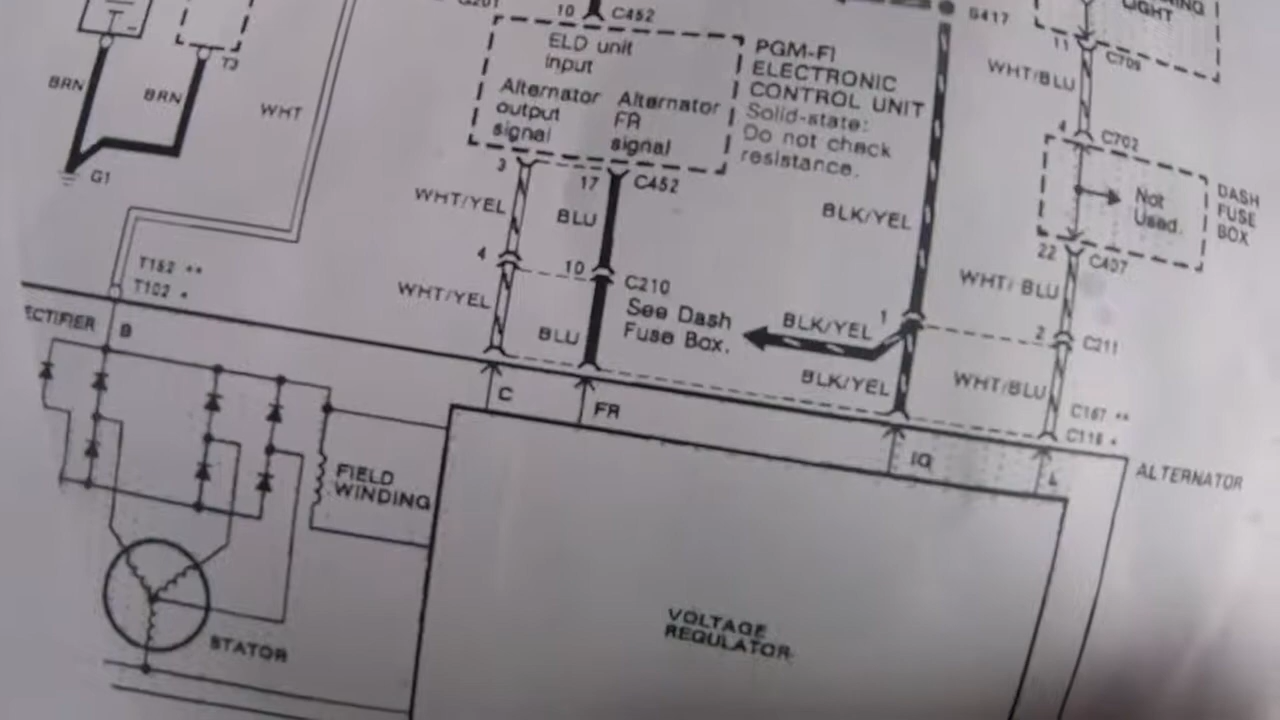 10
C452
G417
LIGHT
11
C709
T3
BRN
BRN
WHT
G1
ELD unit
input
Alternator
output
signal
Alternator
FR
signal
PGM-FI
ELECTRONIC
CONTROL UNIT
Solid-state:
Do not check
resistance.
WHT/BLU
4
C702
Not
Used.
DASH
FUSE
BOX
22
C407
3
17
C452
WHT/YEL
BLU
BLK/YEL
4
10
C210
See Dash
Fuse Box.
WHT/YEL
BLU
BLK/YEL
1
BLK/YEL
WHT/BLU
2
C211
WHT/BLU
C167 **
C116 *
T152 **
T102 *
ECTIFIER
B
C
FR
IG
L
ALTERNATOR
FIELD
WINDING
STATOR
VOLTAGE
REGULATOR